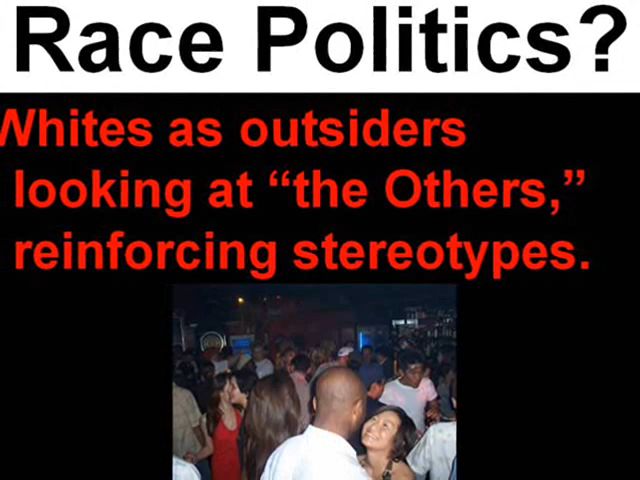 Race Politics?
Whites as outsiders
looking at “the Others,”
reinforcing stereotypes.